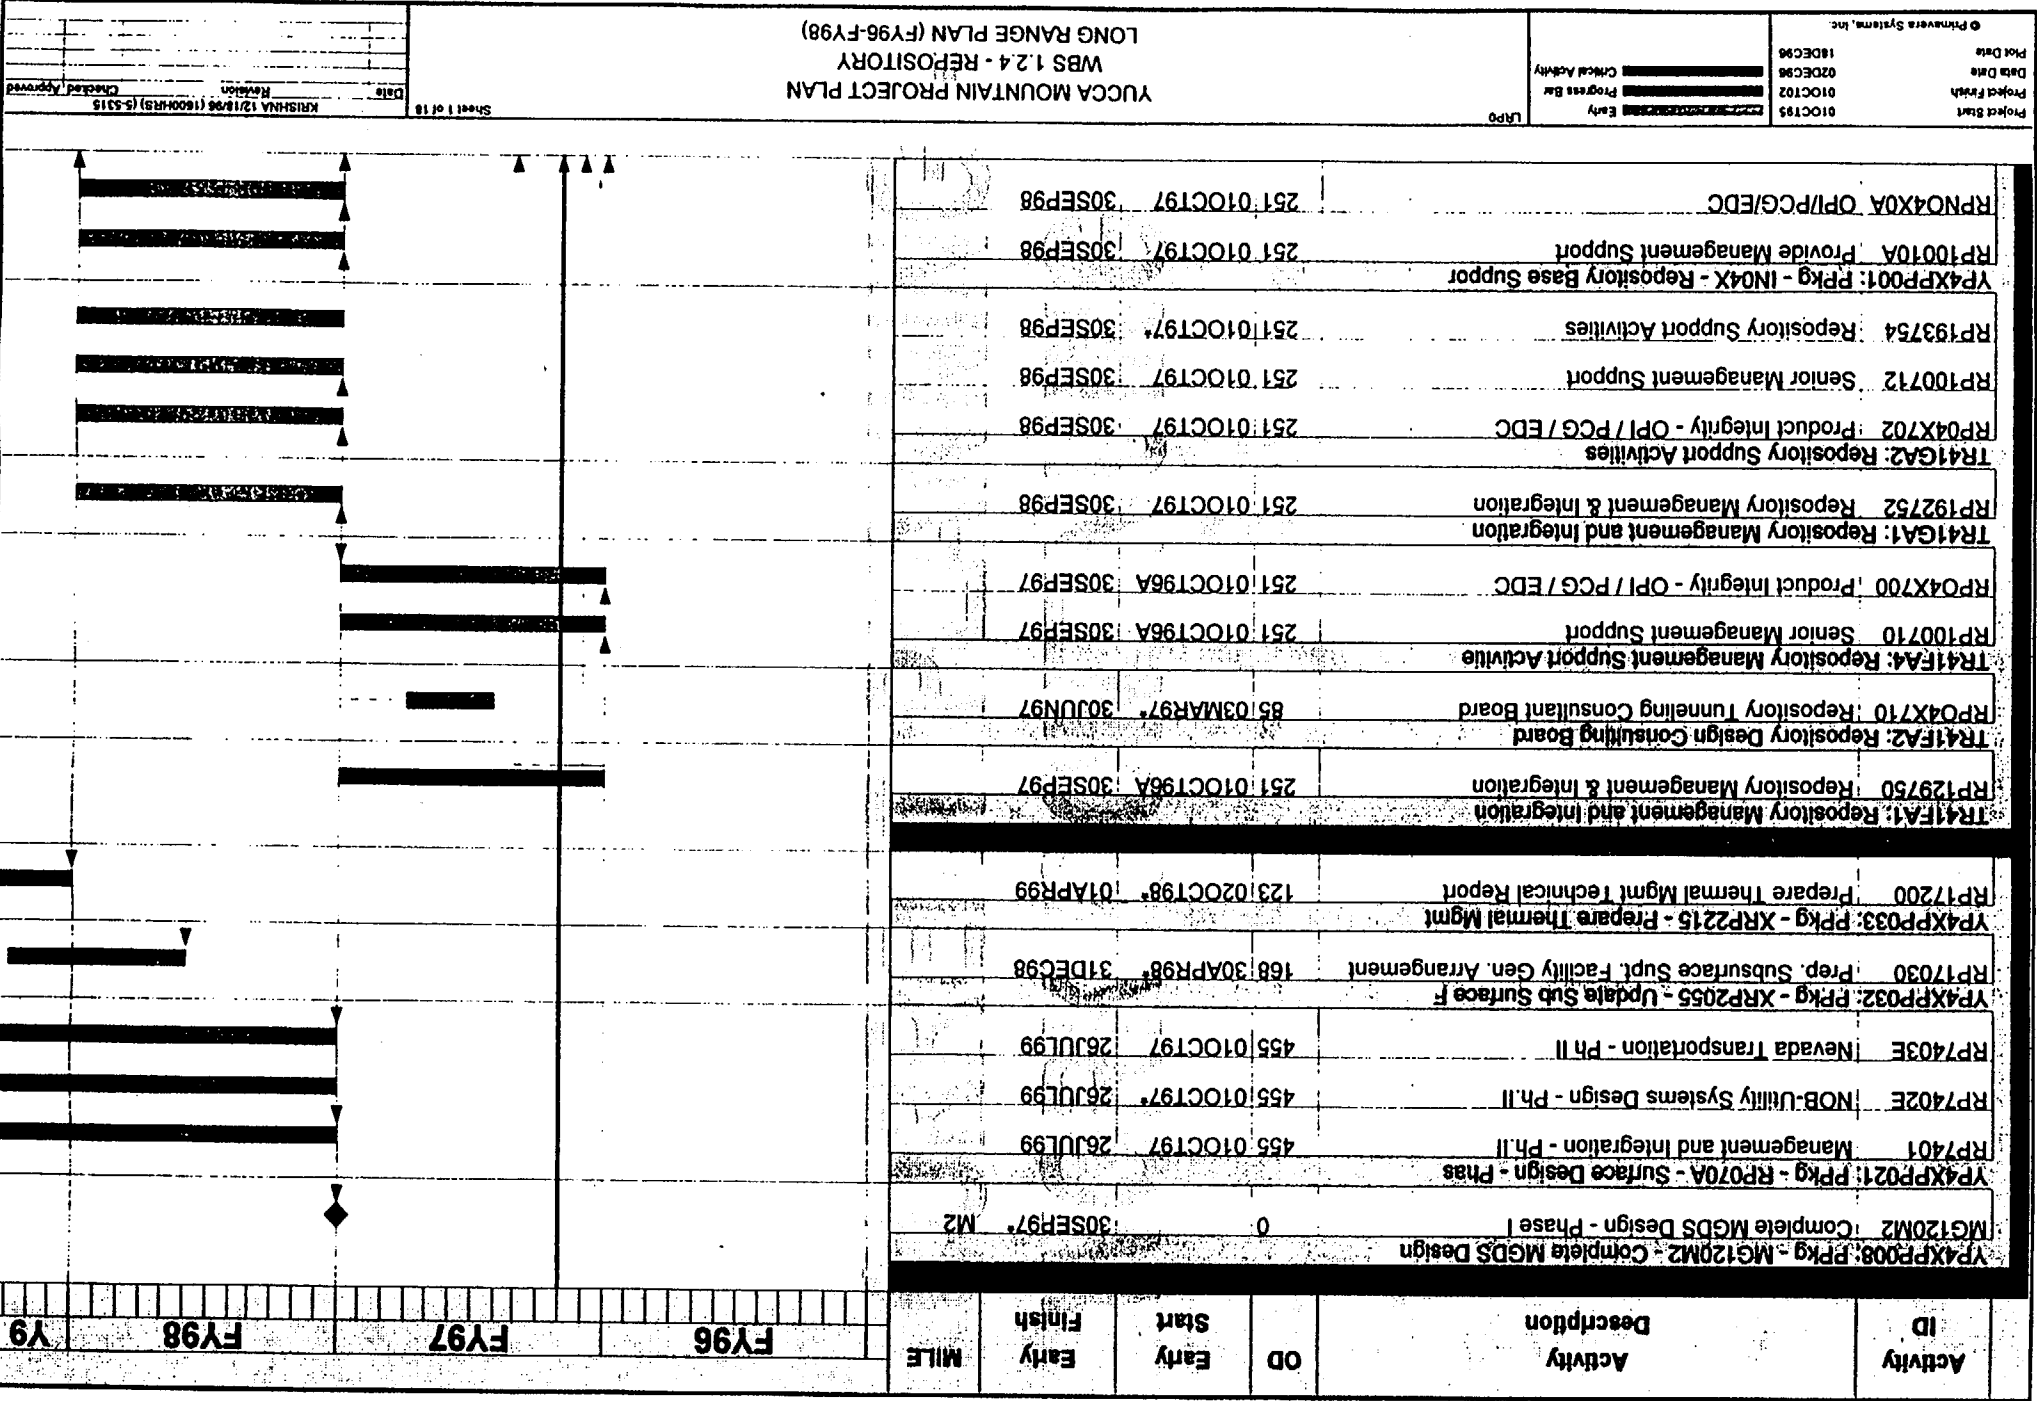 Activity ID Activity Description OD Early Start Early Finish MILE FY96 FY97 FY98 Y9
YP4XPP008: PPkg - MG120M2 - Complete MGDS Design
MG120M2 Complete MGDS Design - Phase I 0 30SEP97* M2
YP4XPP021: PPkg - RP070A - Surface Design - Phas
RP7401 Management and Integration - Ph.II 455 01OCT97 26JUL99
RP7402E NOB-Utility Systems Design - Ph.II 455 01OCT97* 26JUL99
RP7403E Nevada Transportation - Ph II 455 01OCT97 26JUL99
YP4XPP032: PPkg - XRP2055 - Update Sub Surface F
RP17030 Prep. Subsurface Supt. Facility Gen. Arrangement 168 30APR98* 31DEC98
YP4XPP033: PPkg - XRP2215 - Prepare Thermal Mgmt
RP17200 Prepare Thermal Mgmt Technical Report 123 02OCT98* 01APR99
TR41FA1: Repository Management and Integration
RP129750 Repository Management & Integration 251 01OCT96A 30SEP97
TR41FA2: Repository Design Consulting Board
RPO4X710 Repository Tunneling Consultant Board 85 03MAR97* 30JUN97
TR41FA4: Repository Management Support Activitie
RP100710 Senior Management Support 251 01OCT96A 30SEP97
RPO4X700 Product Integrity - OPI / PCG / EDC 251 01OCT96A 30SEP97
TR41GA1: Repository Management and Integration
RP192752 Repository Management & Integration 251 01OCT97 30SEP98
TR41GA2: Repository Support Activities
RP04X702 Product Integrity - OPI / PCG / EDC 251 01OCT97 30SEP98
RP100712 Senior Management Support 251 01OCT97 30SEP98
RP193754 Repository Support Activities 251 01OCT97* 30SEP98
YP4XPP001: PPkg - IN04X - Repository Base Suppor
RP10010A Provide Management Support 251 01OCT97 30SEP98
RPNO4X0A OPI/PCG/EDC 251 01OCT97 30SEP98
Project Start 01OCT95
Project Finish 01OCT02
Data Date 02DEC96
Plot Date 18DEC96
© Primavera Systems, Inc.
Early
Progress Bar
Critical Activity
LRP0
YUCCA MOUNTAIN PROJECT PLAN
WBS 1.2.4 - REPOSITORY
LONG RANGE PLAN (FY96-FY98)
Sheet 1 of 18
KRISHNA 12/18/96 (1600HRS) (5-5315
Date Revision Checked Approved